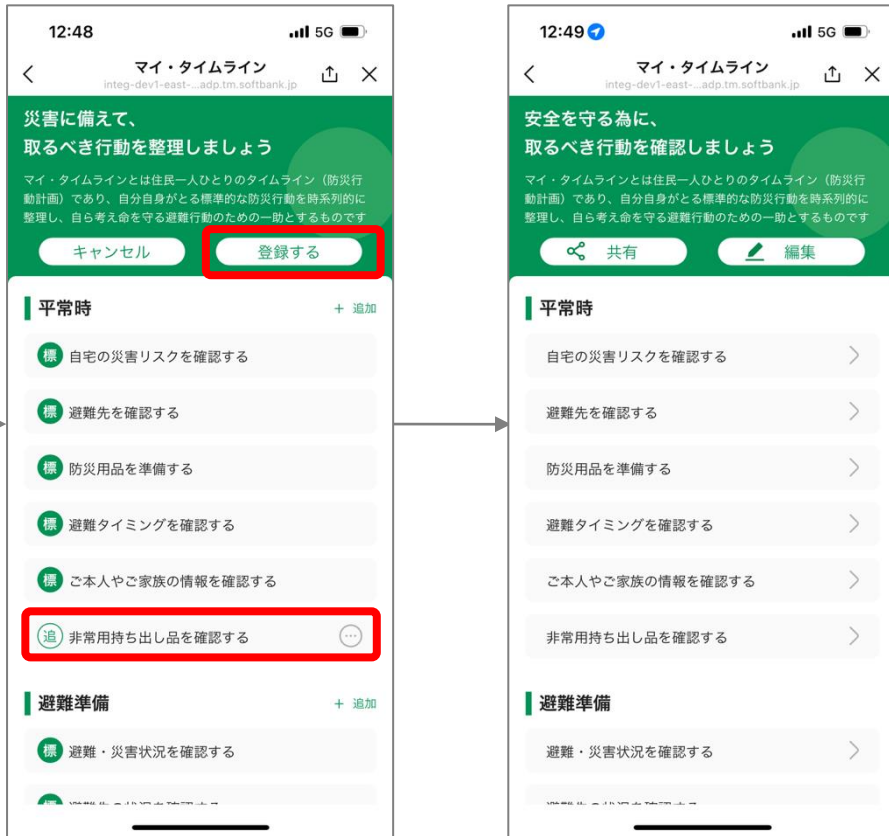 12:48
5G
マイ・タイムライン
integ-dev1-east-...adp.tm.softbank.jp
災害に備えて、
取るべき行動を整理しましょう
マイ・タイムラインとは住民一人ひとりのタイムライン（防災行
動計画）であり、自分自身がとる標準的な防災行動を時系列的に
整理し、自ら考え命を守る避難行動のための一助とするものです
キャンセル
登録する
平常時
+ 追加
標 自宅の災害リスクを確認する
標 避難先を確認する
標 防災用品を準備する
標 避難タイミングを確認する
標 ご本人やご家族の情報を確認する
追 非常用持ち出し品を確認する
避難準備
+ 追加
標 避難・災害状況を確認する
12:49
5G
マイ・タイムライン
integ-dev1-east-...adp.tm.softbank.jp
安全を守る為に、
取るべき行動を確認しましょう
マイ・タイムラインとは住民一人ひとりのタイムライン（防災行
動計画）であり、自分自身がとる標準的な防災行動を時系列的に
整理し、自ら考え命を守る避難行動のための一助とするものです
共有
編集
平常時
自宅の災害リスクを確認する
避難先を確認する
防災用品を準備する
避難タイミングを確認する
ご本人やご家族の情報を確認する
非常用持ち出し品を確認する
避難準備
避難・災害状況を確認する